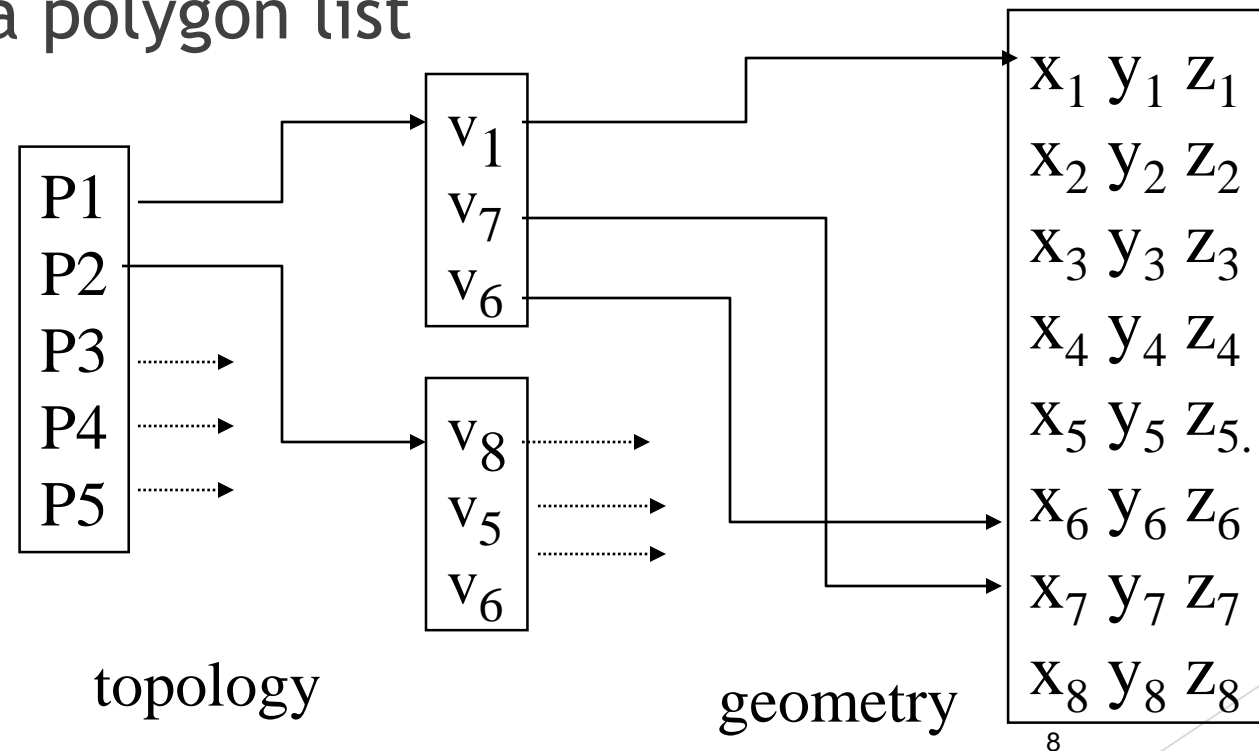 a polygon list
P1
P2
P3
P4
P5
v₁
v₇
v₆
v₈
v₅
v₆
x₁ y₁ z₁
x₂ y₂ z₂
x₃ y₃ z₃
x₄ y₄ z₄
x₅ y₅ z₅.
x₆ y₆ z₆
x₇ y₇ z₇
x₈ y₈ z₈
topology
geometry
8